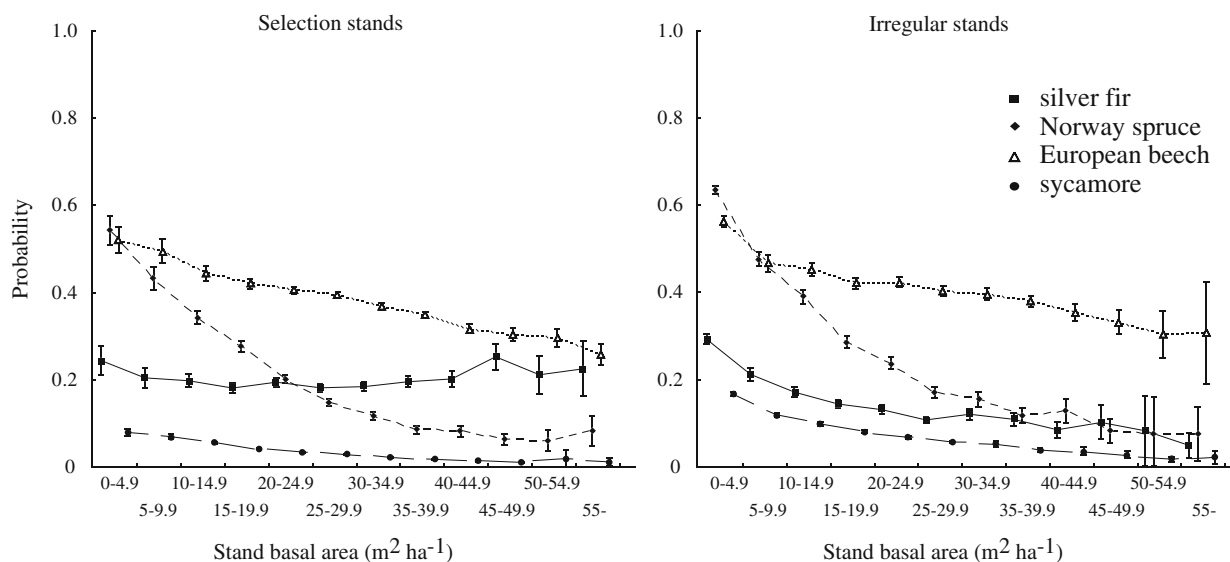 Selection stands
1.0
0.8
0.6
0.4
0.2
0
Probability
0-4.9 10-14.9 20-24.9 30-34.9 40-44.9 50-54.9
5-9.9 15-19.9 25-29.9 35-39.9 45-49.9 55-
Stand basal area (m2 ha-1)
Irregular stands
1.0
0.8
0.6
0.4
0.2
0
silver fir
Norway spruce
European beech
sycamore
0-4.9 10-14.9 20-24.9 30-34.9 40-44.9 50-54.9
5-9.9 15-19.9 25-29.9 35-39.9 45-49.9 55-
Stand basal area (m2 ha-1)